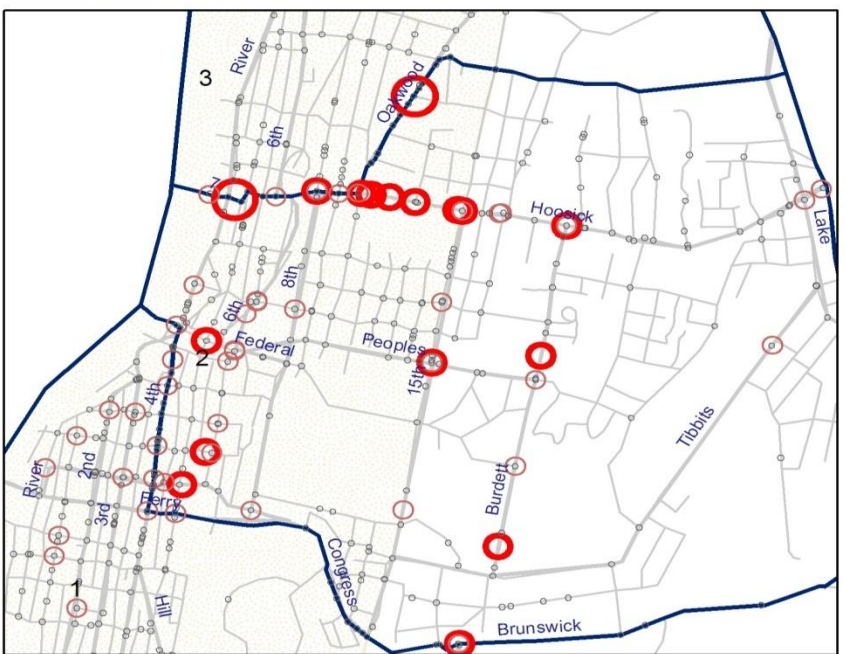 3
River
6th
Oakwood
7
Hoosick
Lake
8th
6th
Federal
2
Peoples
15th
4th
Tibbits
2nd
River
3rd
Ferry
Burdett
Congress
1
Hill
Brunswick